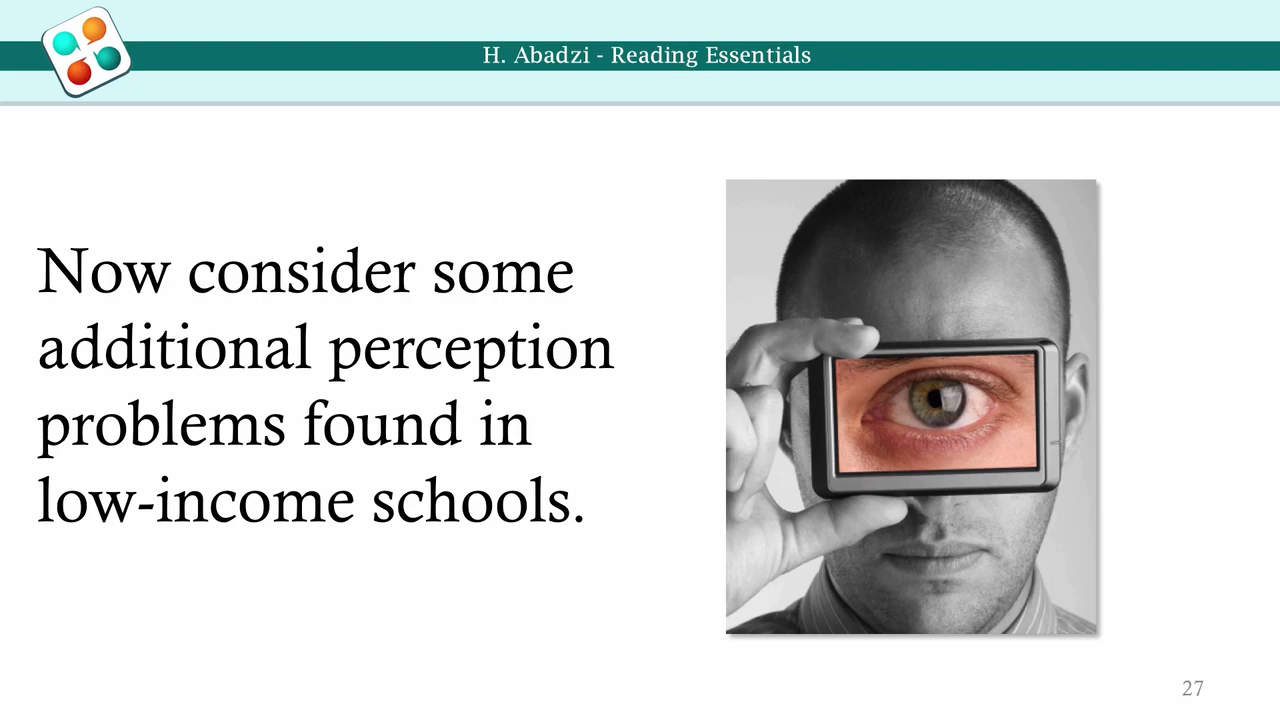 H. Abadzi - Reading Essentials
Now consider some
additional perception
problems found in
low-income schools.
27